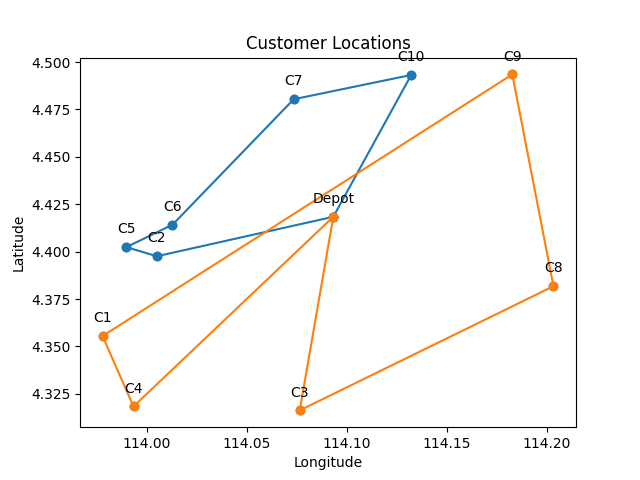 Customer Locations
4.500
4.475
4.450
4.425
4.400
4.375
4.350
4.325
Latitude
C10
C9
C7
C6
Depot
C5
C2
C8
C1
C4
C3
114.00
114.05
114.10
114.15
114.20
Longitude